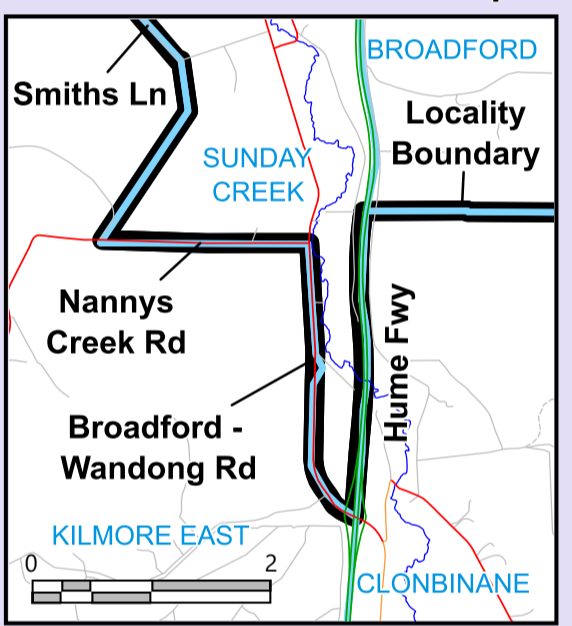 BROADFORD
Smiths Ln
Locality
Boundary
SUNDAY
CREEK
Nannys
Creek Rd
Hume Fwy
Broadford -
Wandong Rd
KILMORE EAST
0 2
CLONBINANE